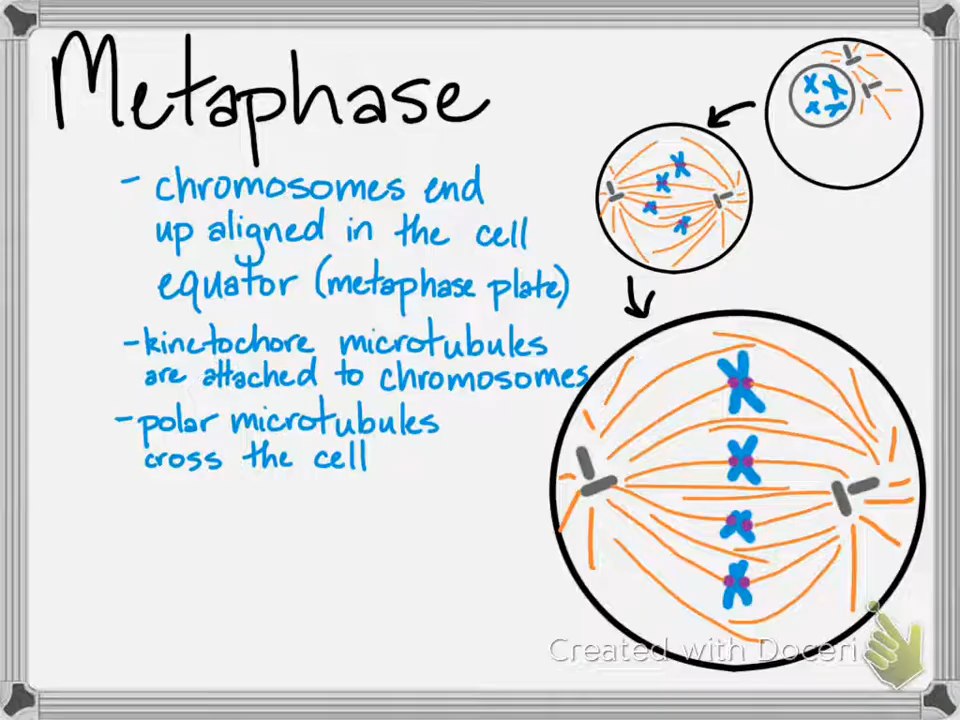 Metaphase
- chromosomes end
up aligned in the cell
equator (metaphase plate)
- kinetochore microtubules
are attached to chromosomes
- polar microtubules
cross the cell
Created with Doceri